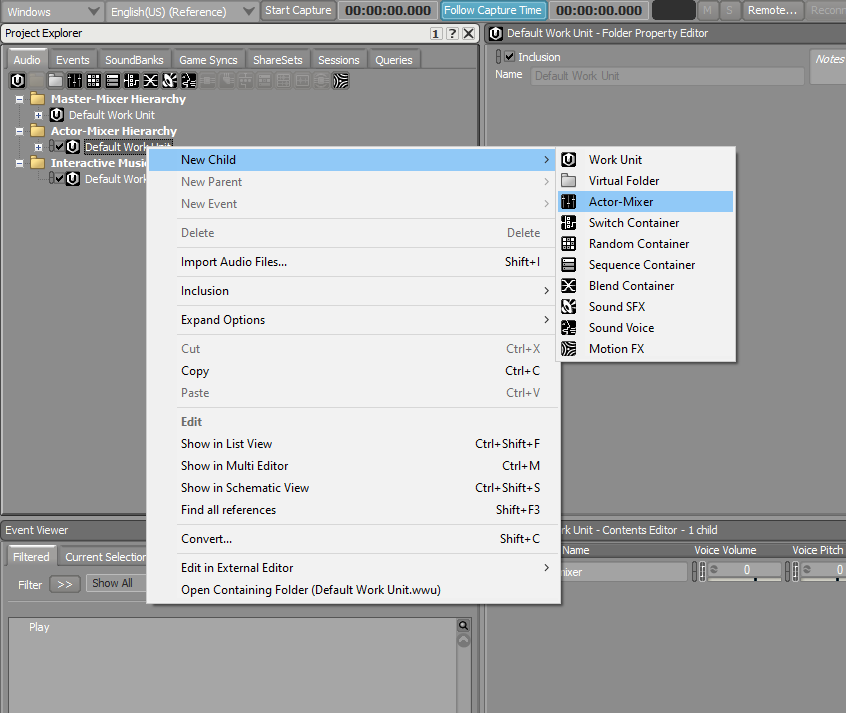 Windows English(US) (Reference) Start Capture 00:00:00.000 Follow Capture Time 00:00:00.000 M S Remote... Reconn
Project Explorer 1 ?
Default Work Unit - Folder Property Editor
Audio Events SoundBanks Game Syncs ShareSets Sessions Queries
Inclusion
Notes
Name Default Work Unit
Master-Mixer Hierarchy
Default Work Unit
Actor-Mixer Hierarchy
Default Work Unit
Interactive Music
Default Work
New Child
New Parent
New Event
Delete Delete
Import Audio Files... Shift+I
Inclusion
Expand Options
Cut Ctrl+X
Copy Ctrl+C
Paste Ctrl+V
Edit
Show in List View Ctrl+Shift+F
Show in Multi Editor Ctrl+M
Show in Schematic View Ctrl+Shift+S
Find all references Shift+F3
Convert... Shift+C
Edit in External Editor
Open Containing Folder (Default Work Unit.wwu)
Work Unit
Virtual Folder
Actor-Mixer
Switch Container
Random Container
Sequence Container
Blend Container
Sound SFX
Sound Voice
Motion FX
Event Viewer
rk Unit - Contents Editor - 1 child
Filtered Current Selection
Name Voice Volume Voice Pitch
Filter >> Show All
mixer 0 0
Play